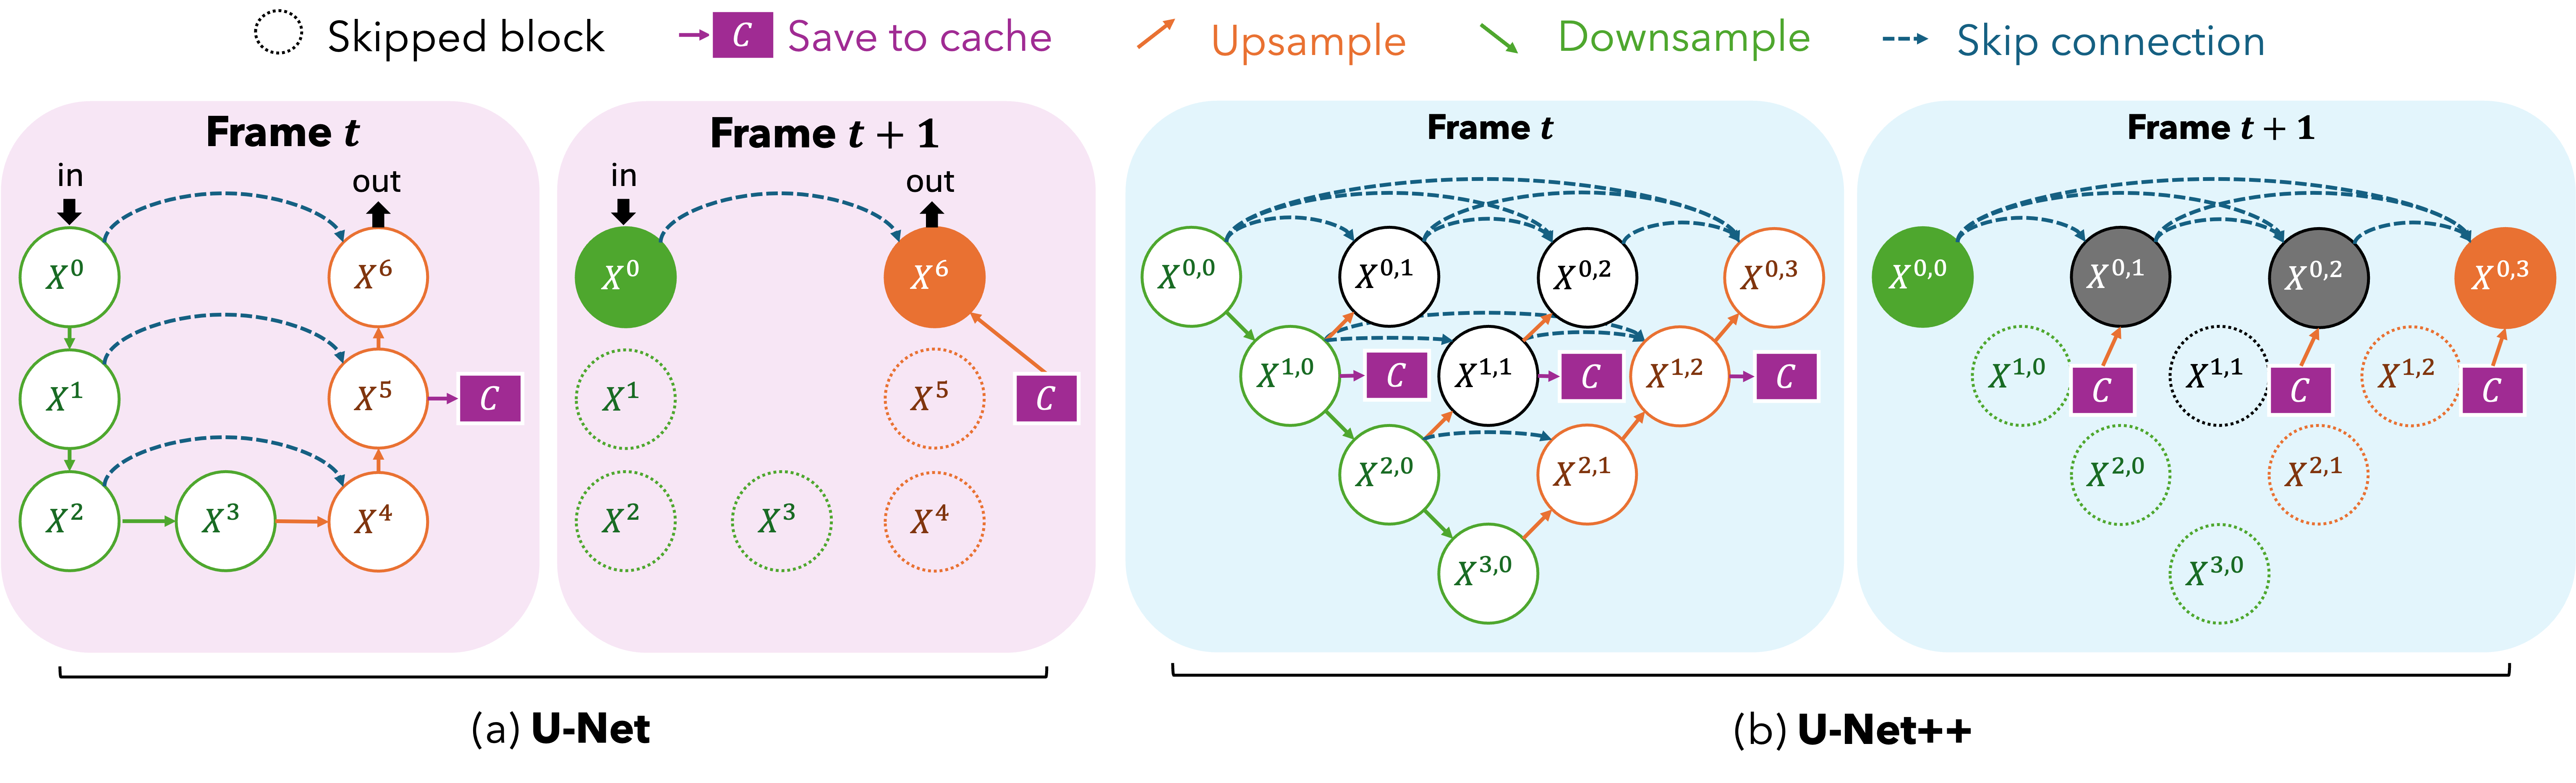 Skipped block
C Save to cache
Upsample
Downsample
Skip connection
Frame t
in
out
X^0
X^6
X^1
X^5
C
X^2
X^3
X^4
Frame t + 1
in
out
X^0
X^6
X^1
X^5
C
X^2
X^3
X^4
(a) U-Net
Frame t
X^{0,0}
X^{0,1}
X^{0,2}
X^{0,3}
X^{1,0}
C
X^{1,1}
C
X^{1,2}
C
X^{2,0}
X^{2,1}
X^{3,0}
Frame t + 1
X^{0,0}
X^{0,1}
X^{0,2}
X^{0,3}
X^{1,0}
C
X^{1,1}
C
X^{1,2}
C
X^{2,0}
X^{2,1}
X^{3,0}
(b) U-Net++